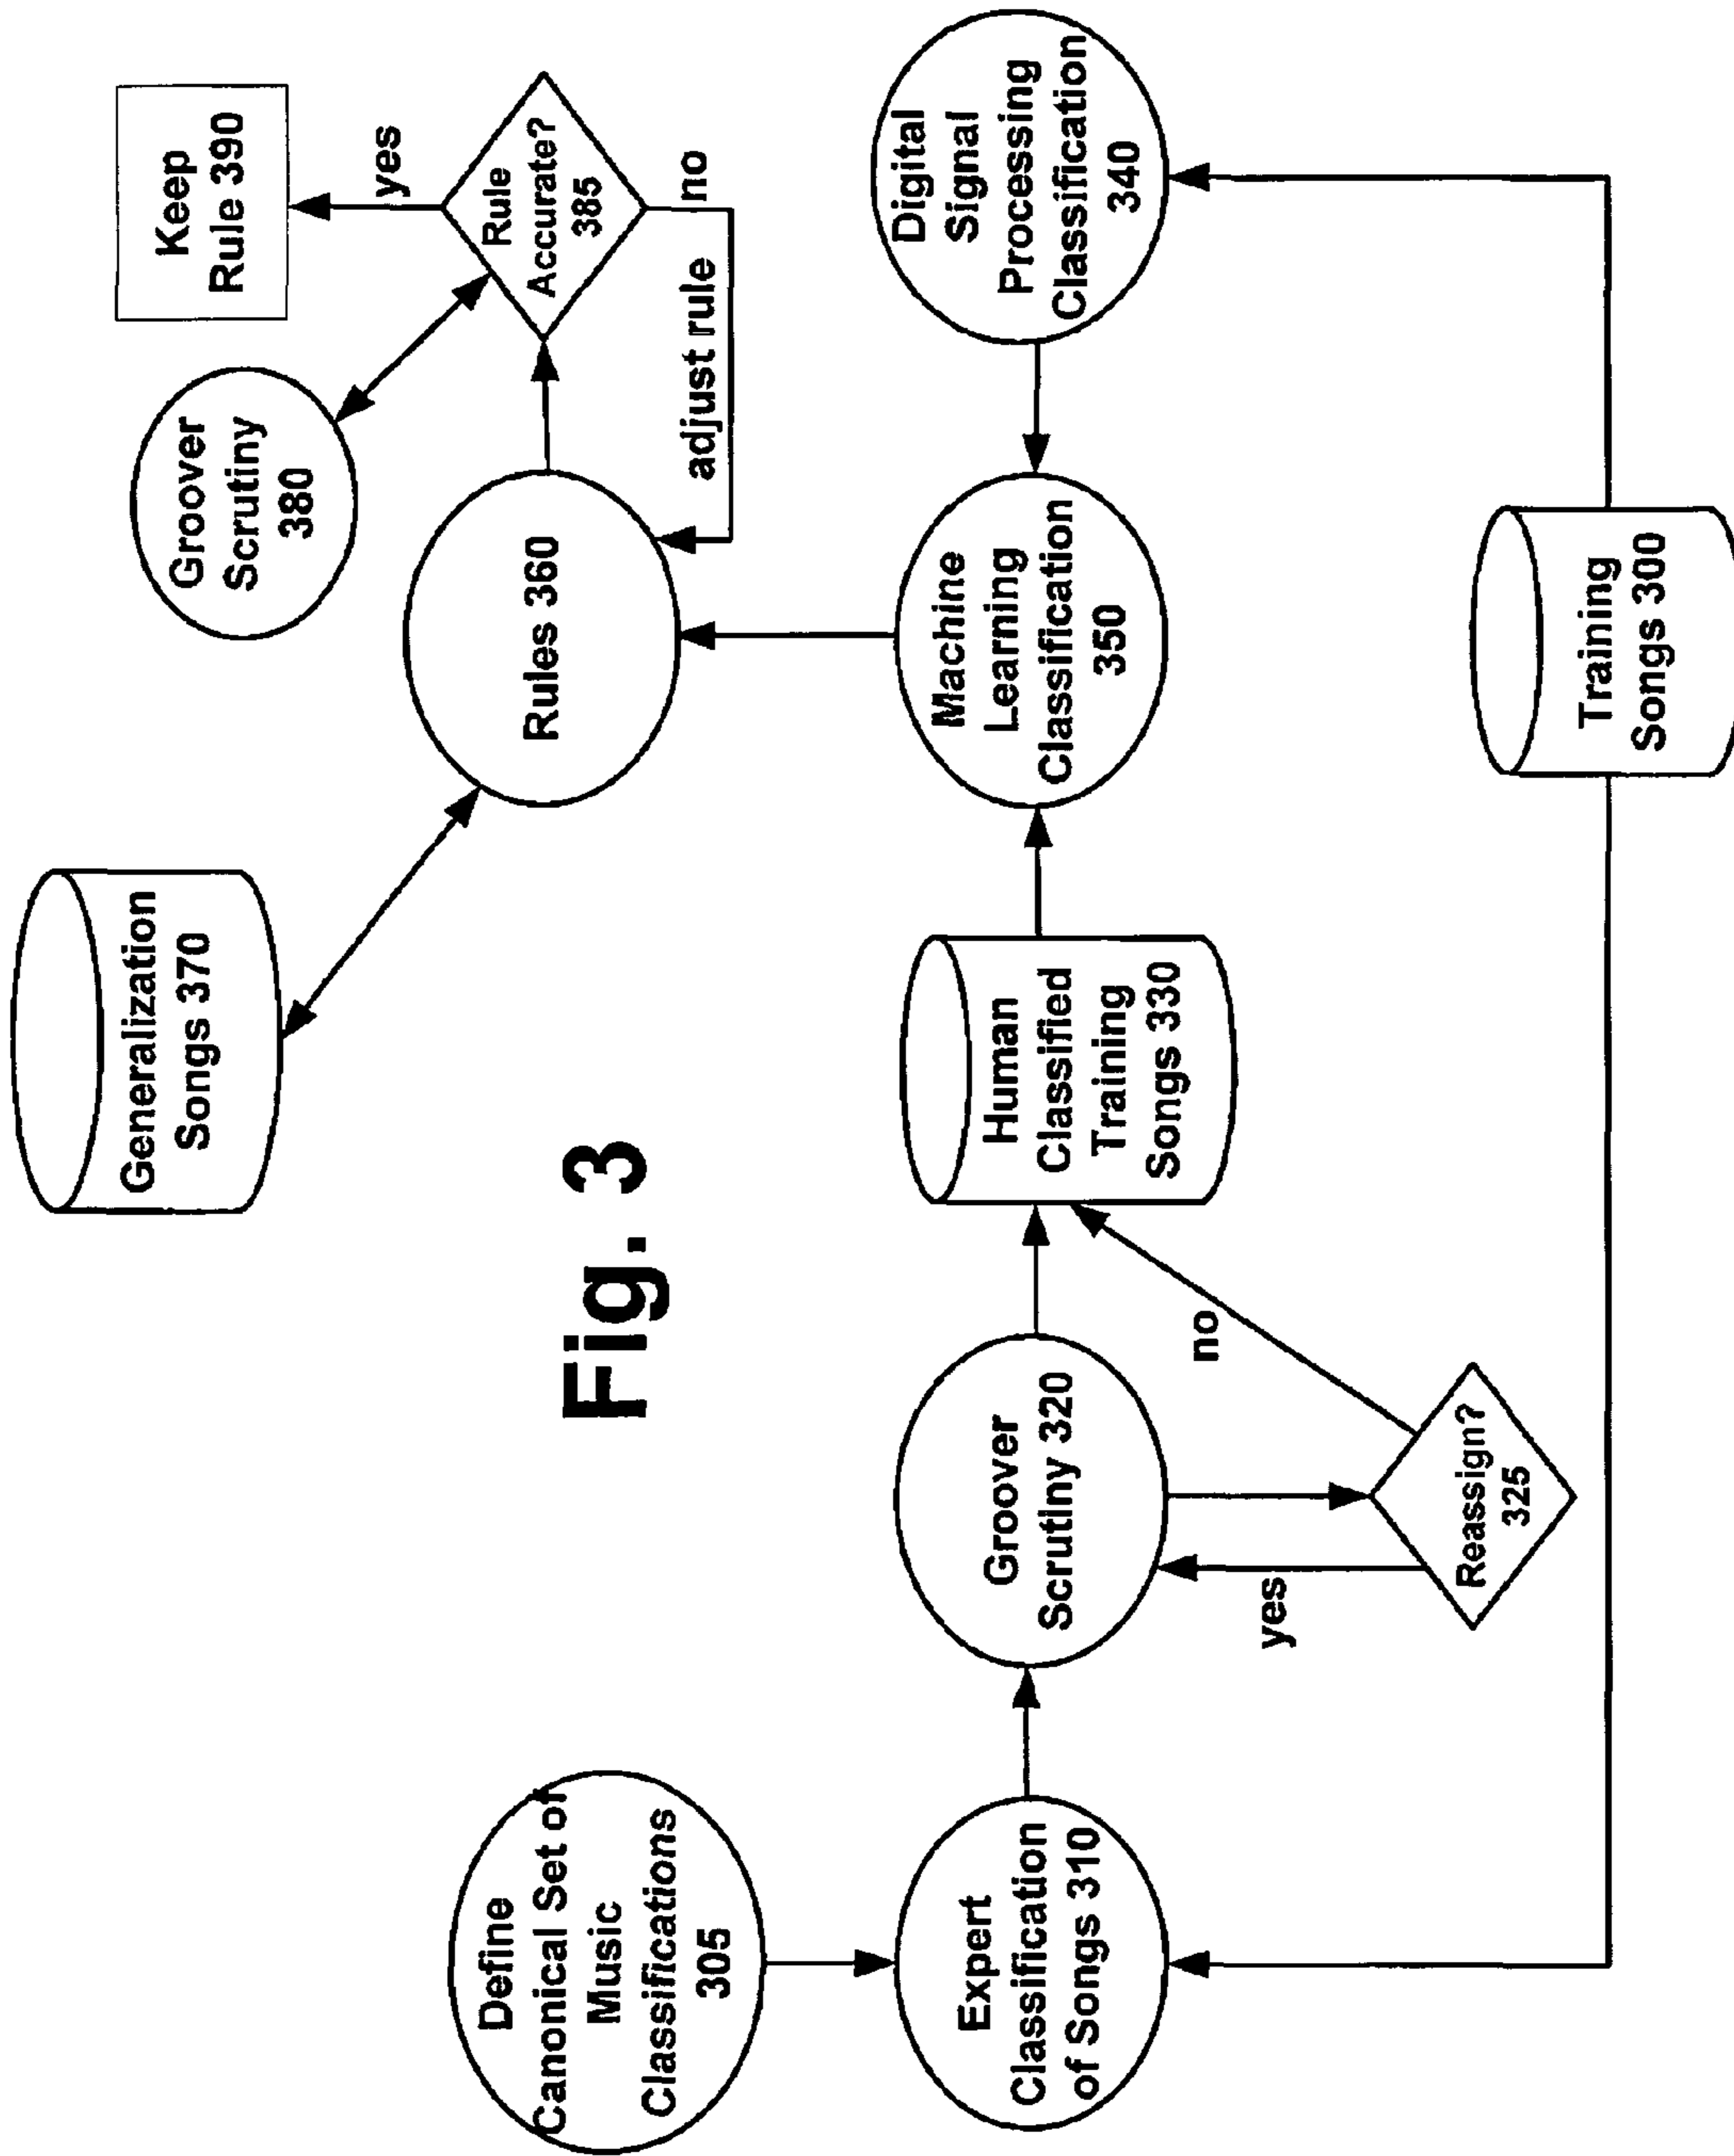 Generalization
Songs 370
Groover
Scrutiny
380
Keep
Rule 390
yes
Rule
Accurate?
385
no
adjust rule
Rules 360
Fig. 3
Define
Canonical Set of
Music
Classifications
305
Expert
Classification
of Songs 310
Groover
Scrutiny 320
yes
no
Reassign?
325
Human
Classified
Training
Songs 330
Machine
Learning
Classification
350
Digital
Signal
Processing
Classification
340
Training
Songs 300